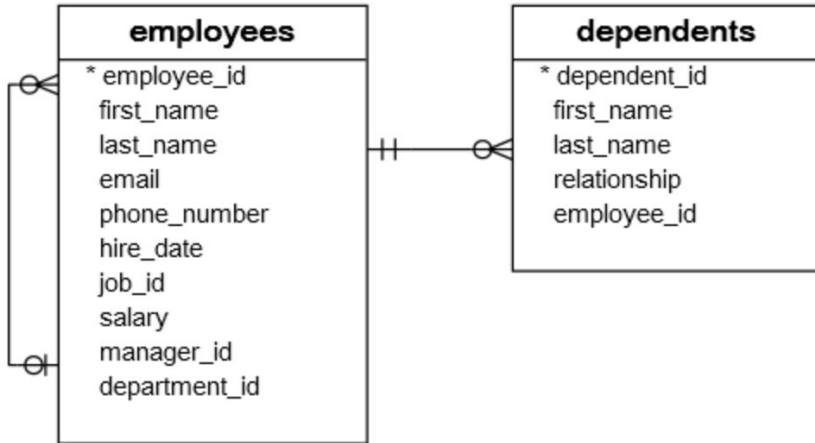 employees
* employee_id
first_name
last_name
email
phone_number
hire_date
job_id
salary
manager_id
department_id
dependents
* dependent_id
first_name
last_name
relationship
employee_id